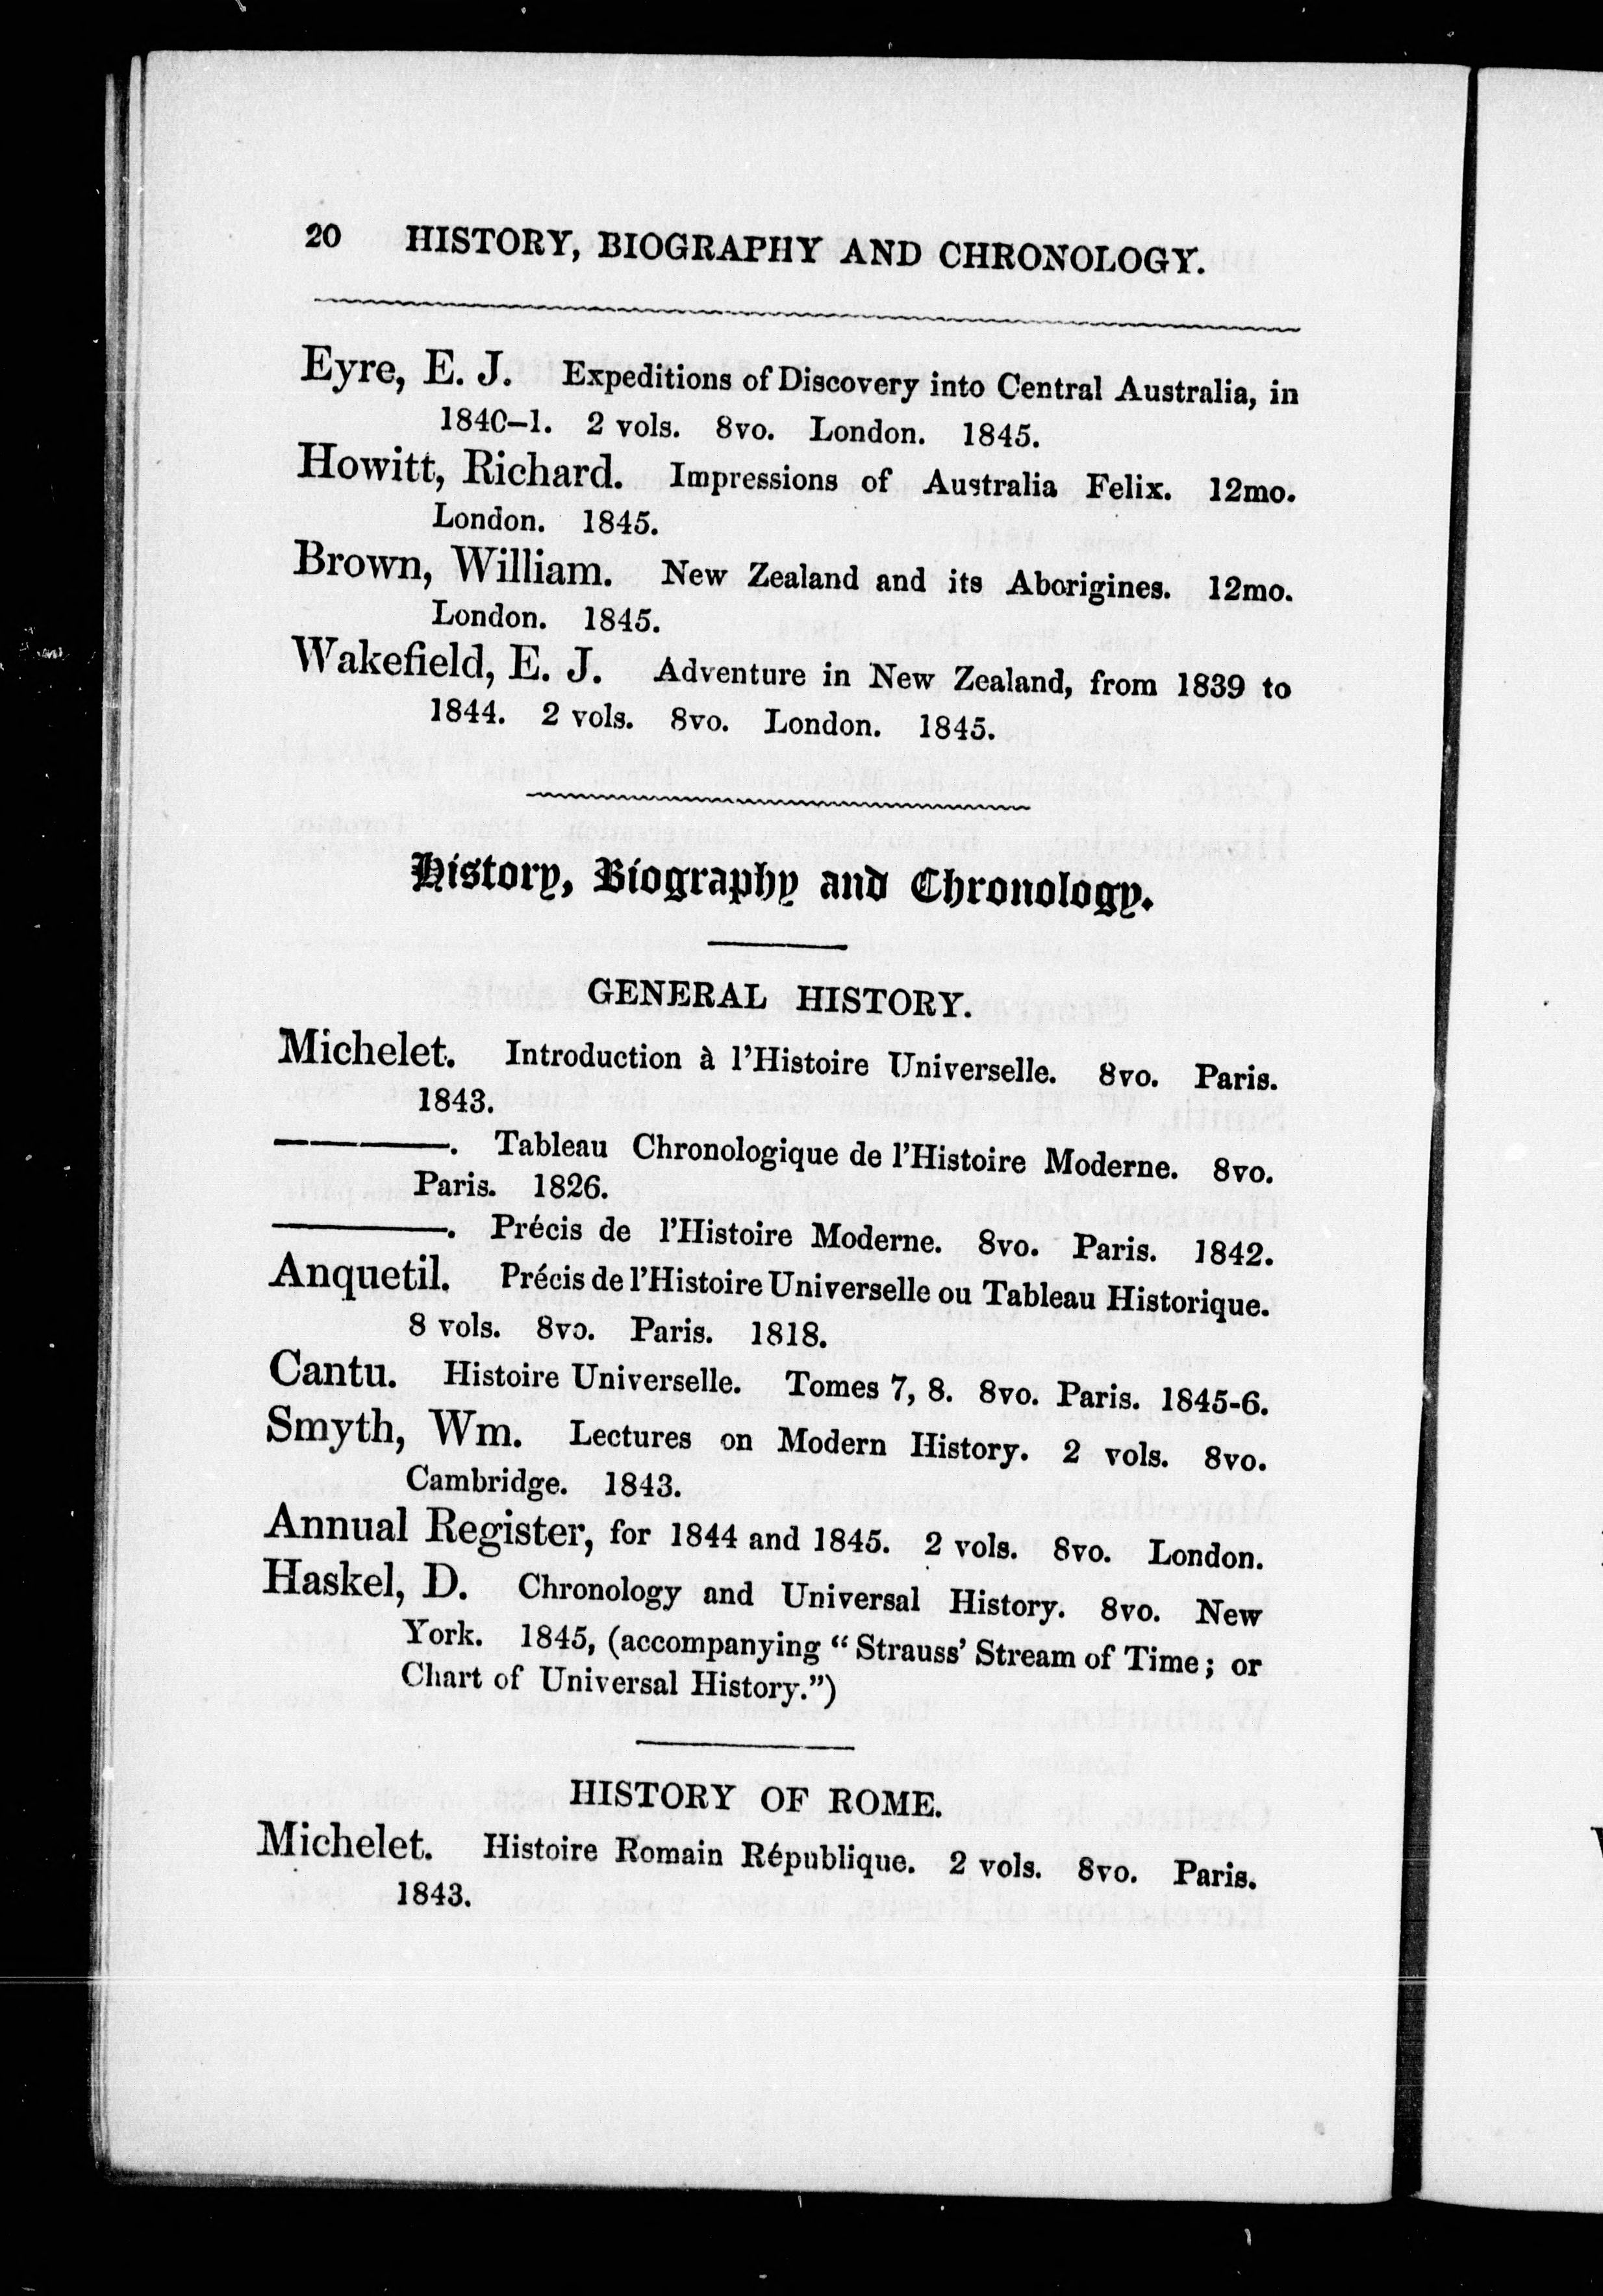 20 HISTORY, BIOGRAPHY AND CHRONOLOGY.
Eyre, E. J. Expeditions of Discovery into Central Australia, in
1840-1. 2 vols. 8vo. London. 1845.
Howitt, Richard. Impressions of Australia Felix. 12mo.
London. 1845.
Brown, William. New Zealand and its Aborigines. 12mo.
London. 1845.
Wakefield, E. J. Adventure in New Zealand, from 1839 to
1844. 2 vols. 8vo. London. 1845.
History, Biography and Chronology.
GENERAL HISTORY.
Michelet. Introduction à l'Histoire Universelle. 8vo. Paris.
1843.
—————. Tableau Chronologique de l'Histoire Moderne. 8vo.
Paris. 1826.
—————. Précis de l'Histoire Moderne. 8vo. Paris. 1842.
Anquetil. Précis de l'Histoire Universelle ou Tableau Historique.
8 vols. 8vo. Paris. 1818.
Cantu. Histoire Universelle. Tomes 7, 8. 8vo. Paris. 1845-6.
Smyth, Wm. Lectures on Modern History. 2 vols. 8vo.
Cambridge. 1843.
Annual Register, for 1844 and 1845. 2 vols. 8vo. London.
Haskel, D. Chronology and Universal History. 8vo. New
York. 1845, (accompanying "Strauss' Stream of Time; or
Chart of Universal History.")
HISTORY OF ROME.
Michelet. Histoire Romain République. 2 vols. 8vo. Paris.
1843.